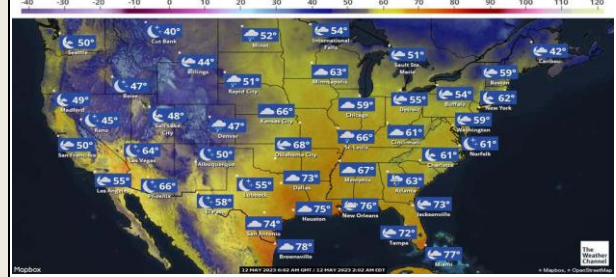 -40 -30 -20 -10 0 10 20 30 40 50 60 70 80 90 100 110 120
40°
Cut Bank
52°
Minot
54°
International
Falls
50°
Seattle
44°
Billings
51°
Sault Ste
Marie
42°
Caribou
47°
Boise
51°
Rapid City
63°
Minneapolis
59°
Boston
49°
Medford
48°
Salt Lake
City
66°
Kansas City
59°
Chicago
55°
Detroit
54°
Buffalo
62°
New York
45°
Reno
47°
Denver
66°
St. Louis
61°
Cincinnati
59°
Washington
50°
San Francisco
64°
Las Vegas
50°
Albuquerque
68°
Oklahoma City
61°
Charlotte
61°
Norfolk
55°
Los Angeles
66°
Phoenix
55°
Lubbock
73°
Dallas
67°
Memphis
63°
Atlanta
58°
El Paso
74°
San Antonio
75°
Houston
76°
New Orleans
73°
Jacksonville
78°
Brownsville
72°
Tampa
77°
Miami
The
Weather
Channel
Mapbox
12 MAY 2023 6:02 AM GMT / 12 MAY 2023 2:02 AM EDT
© Mapbox, © OpenStreetM